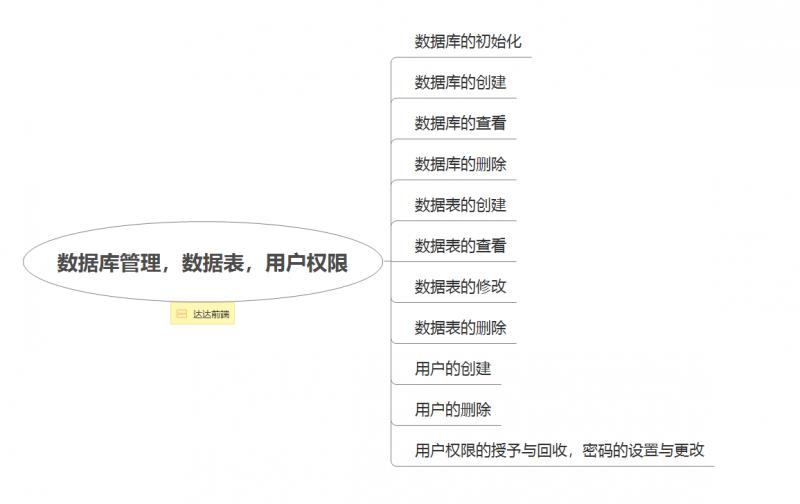 数据库的初始化
数据库的创建
数据库的查看
数据库的删除
数据表的创建
数据表的查看
数据库管理，数据表，用户权限
数据表的修改
达达前端
数据表的删除
用户的创建
用户的删除
用户权限的授予与回收，密码的设置与更改